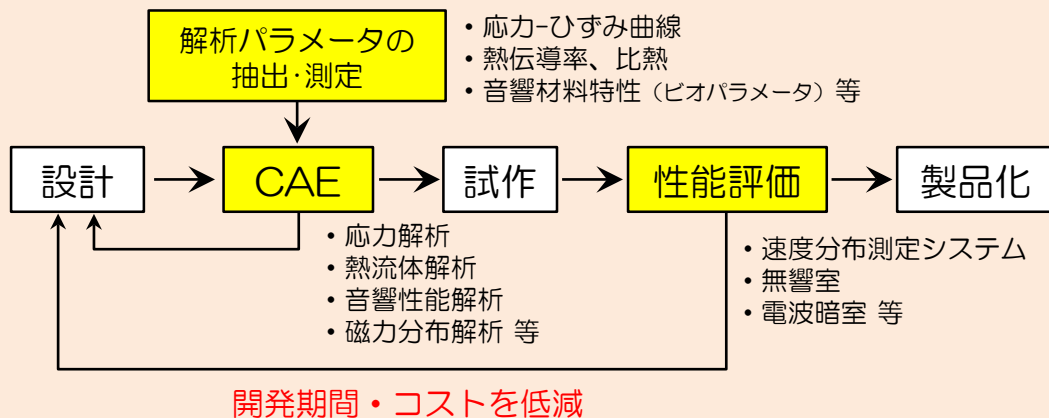 解析パラメータの
抽出･測定
・応力-ひずみ曲線
・熱伝導率、比熱
・音響材料特性（ビオパラメータ）等
設計
CAE
試作
性能評価
製品化
・応力解析
・熱流体解析
・音響性能解析
・磁力分布解析 等
・速度分布測定システム
・無響室
・電波暗室 等
開発期間・コストを低減